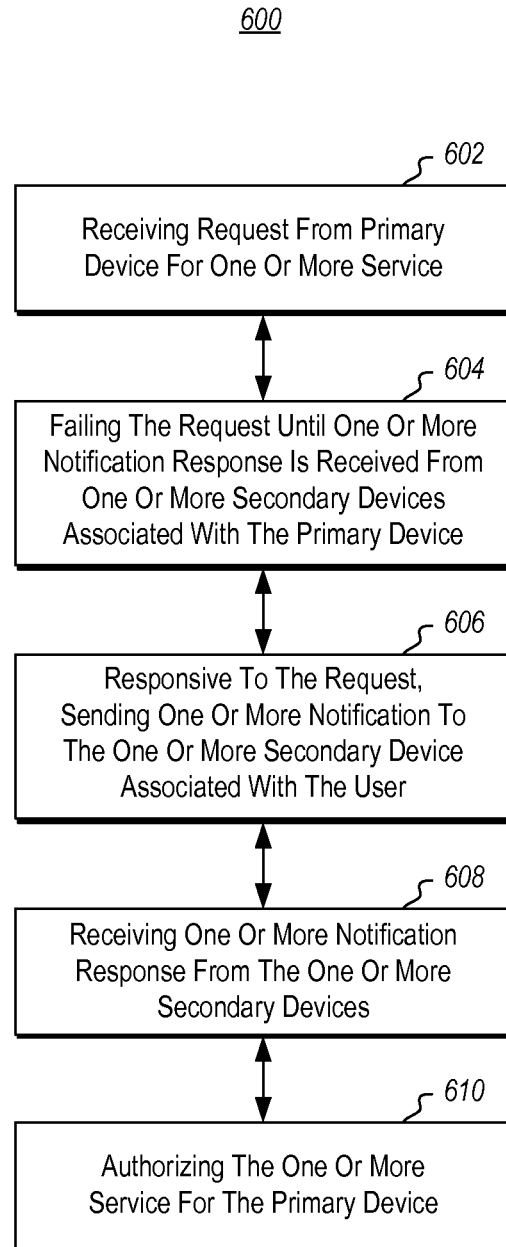 600
602
Receiving Request From Primary
Device For One Or More Service
604
Failing The Request Until One Or More
Notification Response Is Received From
One Or More Secondary Devices
Associated With The Primary Device
606
Responsive To The Request,
Sending One Or More Notification To
The One Or More Secondary Device
Associated With The User
608
Receiving One Or More Notification
Response From The One Or More
Secondary Devices
610
Authorizing The One Or More
Service For The Primary Device